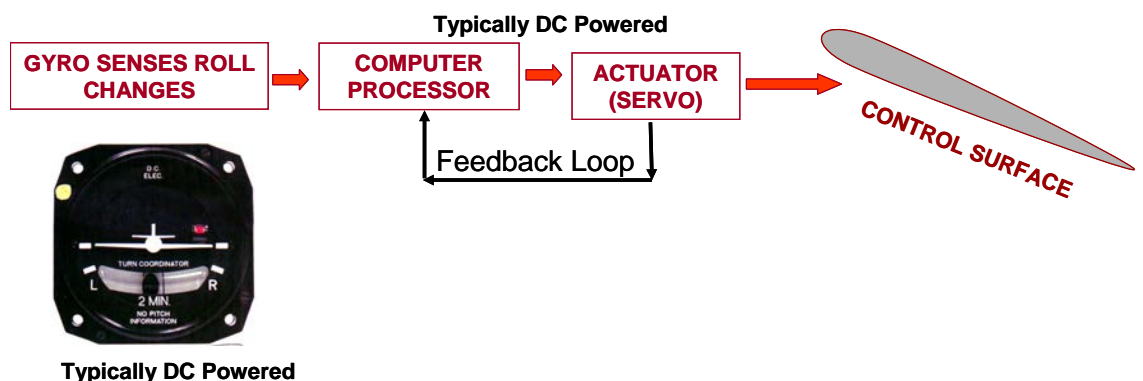 Typically DC Powered
GYRO SENSES ROLL
CHANGES
COMPUTER
PROCESSOR
ACTUATOR
(SERVO)
CONTROL SURFACE
Feedback Loop
D.C.
ELEC.
TURN COORDINATOR
L R
2 MIN.
NO PITCH
INFORMATION
Typically DC Powered